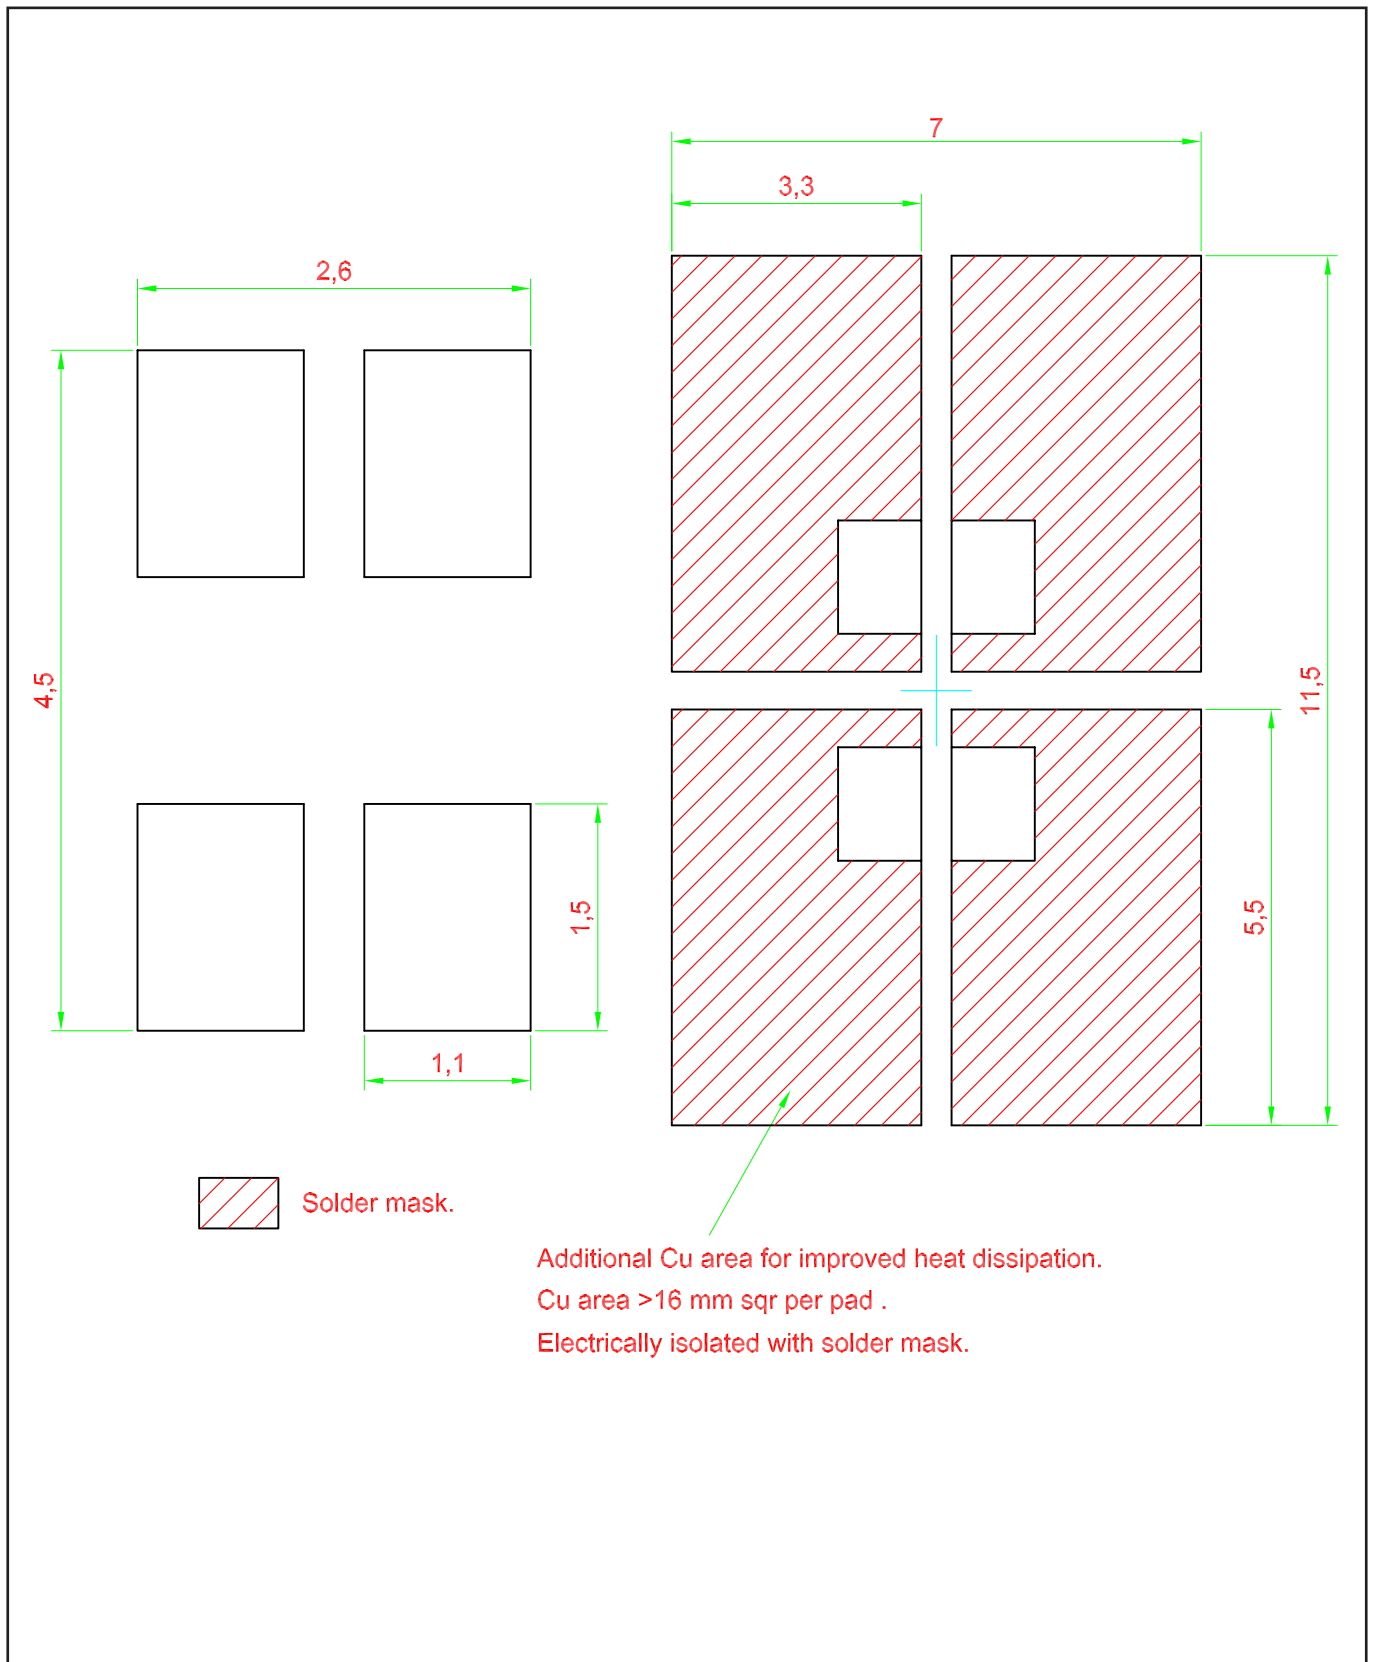 7
3,3
2,6
4,5
11,5
1,5
5,5
1,1
Solder mask.
Additional Cu area for improved heat dissipation.
Cu area >16 mm sqr per pad .
Electrically isolated with solder mask.